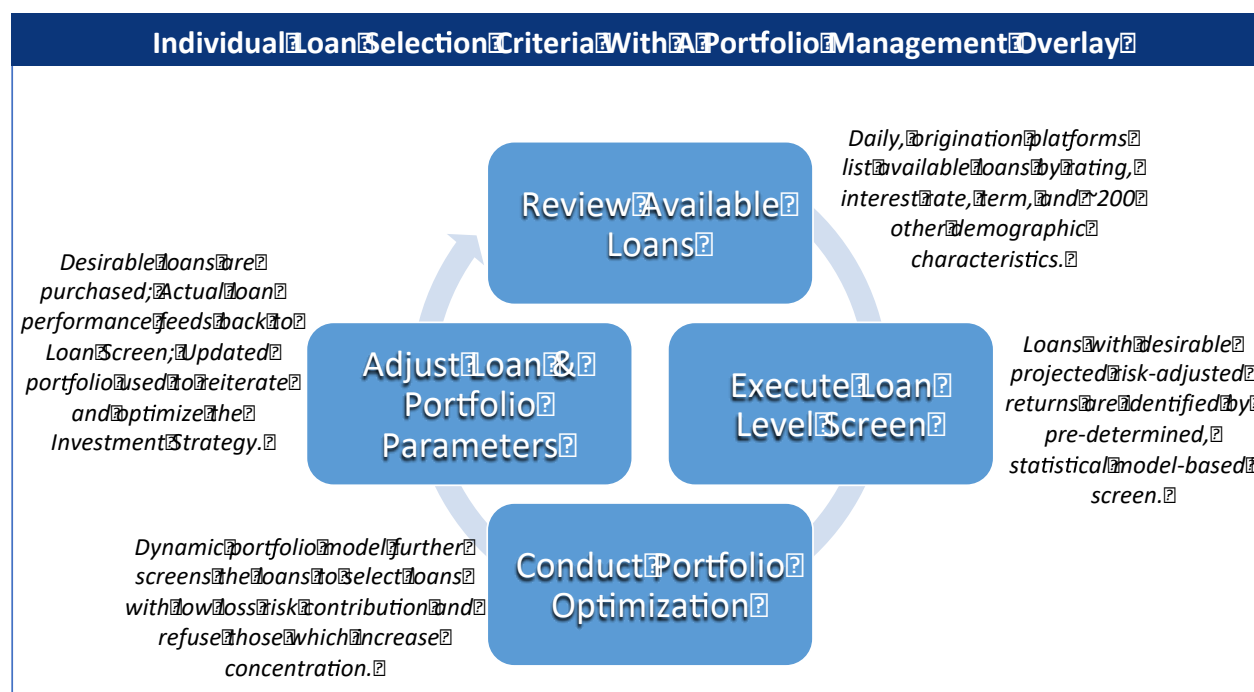 Individual Loan Selection Criteria With A Portfolio Management Overlay
Daily, origination platforms
list available loans by rating,
interest rate, term, and ~200
other demographic
characteristics.
Review Available
Loans
Desirable loans are
purchased; Actual loan
performance feeds back to
Loan Screen; Updated
portfolio used to reiterate
and optimize the
Investment Strategy.
Adjust Loan &
Portfolio
Parameters
Execute Loan
Level Screen
Loans with desirable
projected risk-adjusted
returns are identified by
pre-determined,
statistical model-based
screen.
Conduct Portfolio
Optimization
Dynamic portfolio model further
screens the loans to select loans
with low loss risk contribution and
refuse those which increase
concentration.